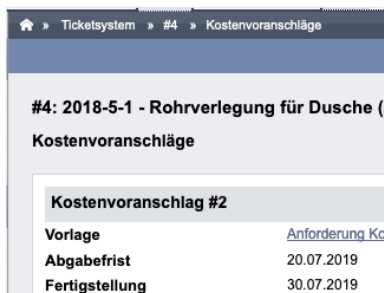 » Ticketsystem » #4 » Kostenvoranschläge
#4: 2018-5-1 - Rohrverlegung für Dusche (
Kostenvoranschläge
Kostenvoranschlag #2
Vorlage Anforderung Ko
Abgabefrist 20.07.2019
Fertigstellung 30.07.2019